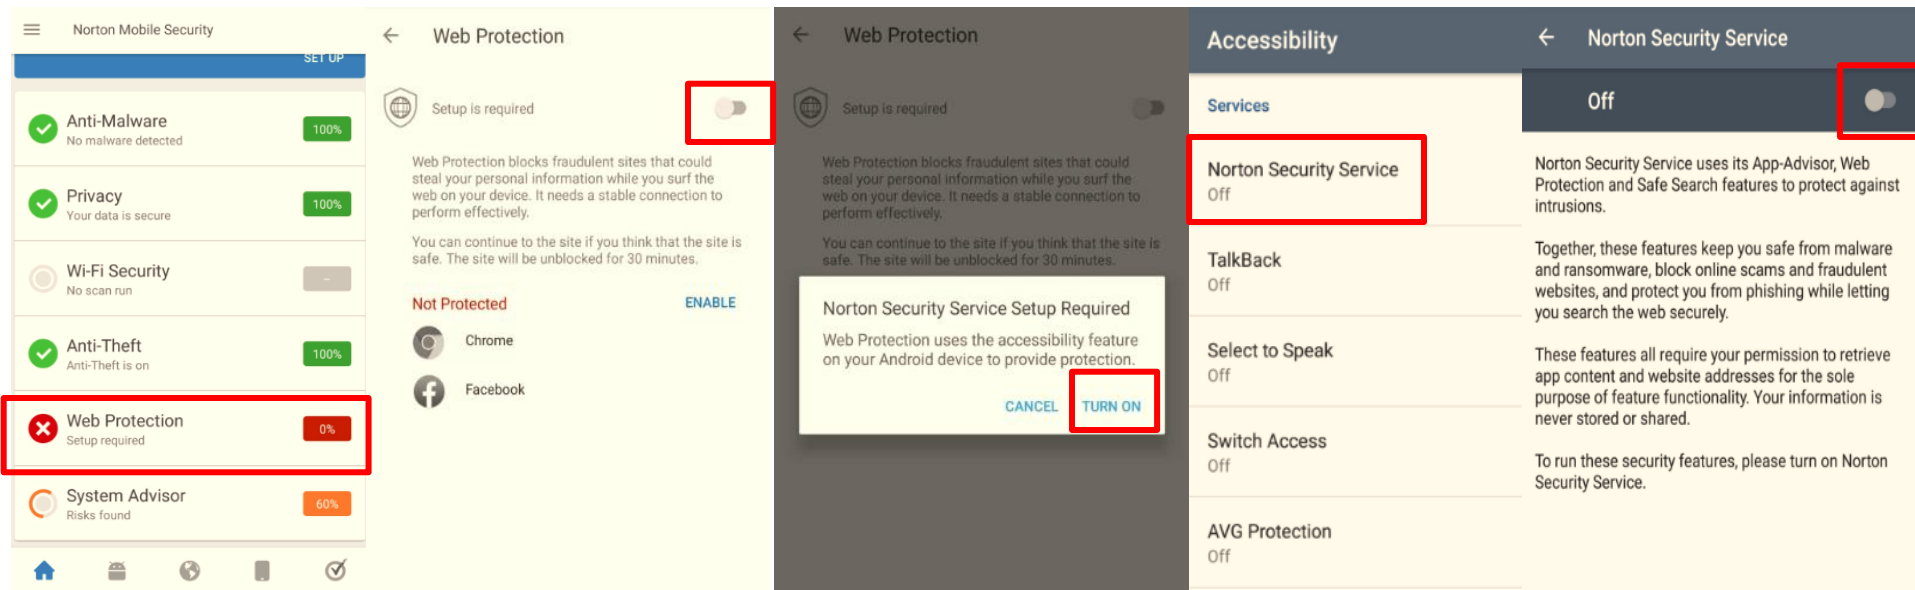 Norton Mobile Security
SET UP
Anti-Malware
No malware detected
100%
Privacy
Your data is secure
100%
Wi-Fi Security
No scan run
–
Anti-Theft
Anti-Theft is on
100%
Web Protection
Setup required
0%
System Advisor
Risks found
60%
Web Protection
Setup is required
Web Protection blocks fraudulent sites that could
steal your personal information while you surf the
web on your device. It needs a stable connection to
perform effectively.
You can continue to the site if you think that the site is
safe. The site will be unblocked for 30 minutes.
Not Protected
ENABLE
Chrome
Facebook
Web Protection
Setup is required
Web Protection blocks fraudulent sites that could
steal your personal information while you surf the
web on your device. It needs a stable connection to
perform effectively.
You can continue to the site if you think that the site is
safe. The site will be unblocked for 30 minutes.
Norton Security Service Setup Required
Web Protection uses the accessibility feature
on your Android device to provide protection.
CANCEL
TURN ON
Accessibility
Services
Norton Security Service
Off
TalkBack
Off
Select to Speak
Off
Switch Access
Off
AVG Protection
Off
Norton Security Service
Off
Norton Security Service uses its App-Advisor, Web
Protection and Safe Search features to protect against
intrusions.
Together, these features keep you safe from malware
and ransomware, block online scams and fraudulent
websites, and protect you from phishing while letting
you search the web securely.
These features all require your permission to retrieve
app content and website addresses for the sole
purpose of feature functionality. Your information is
never stored or shared.
To run these security features, please turn on Norton
Security Service.